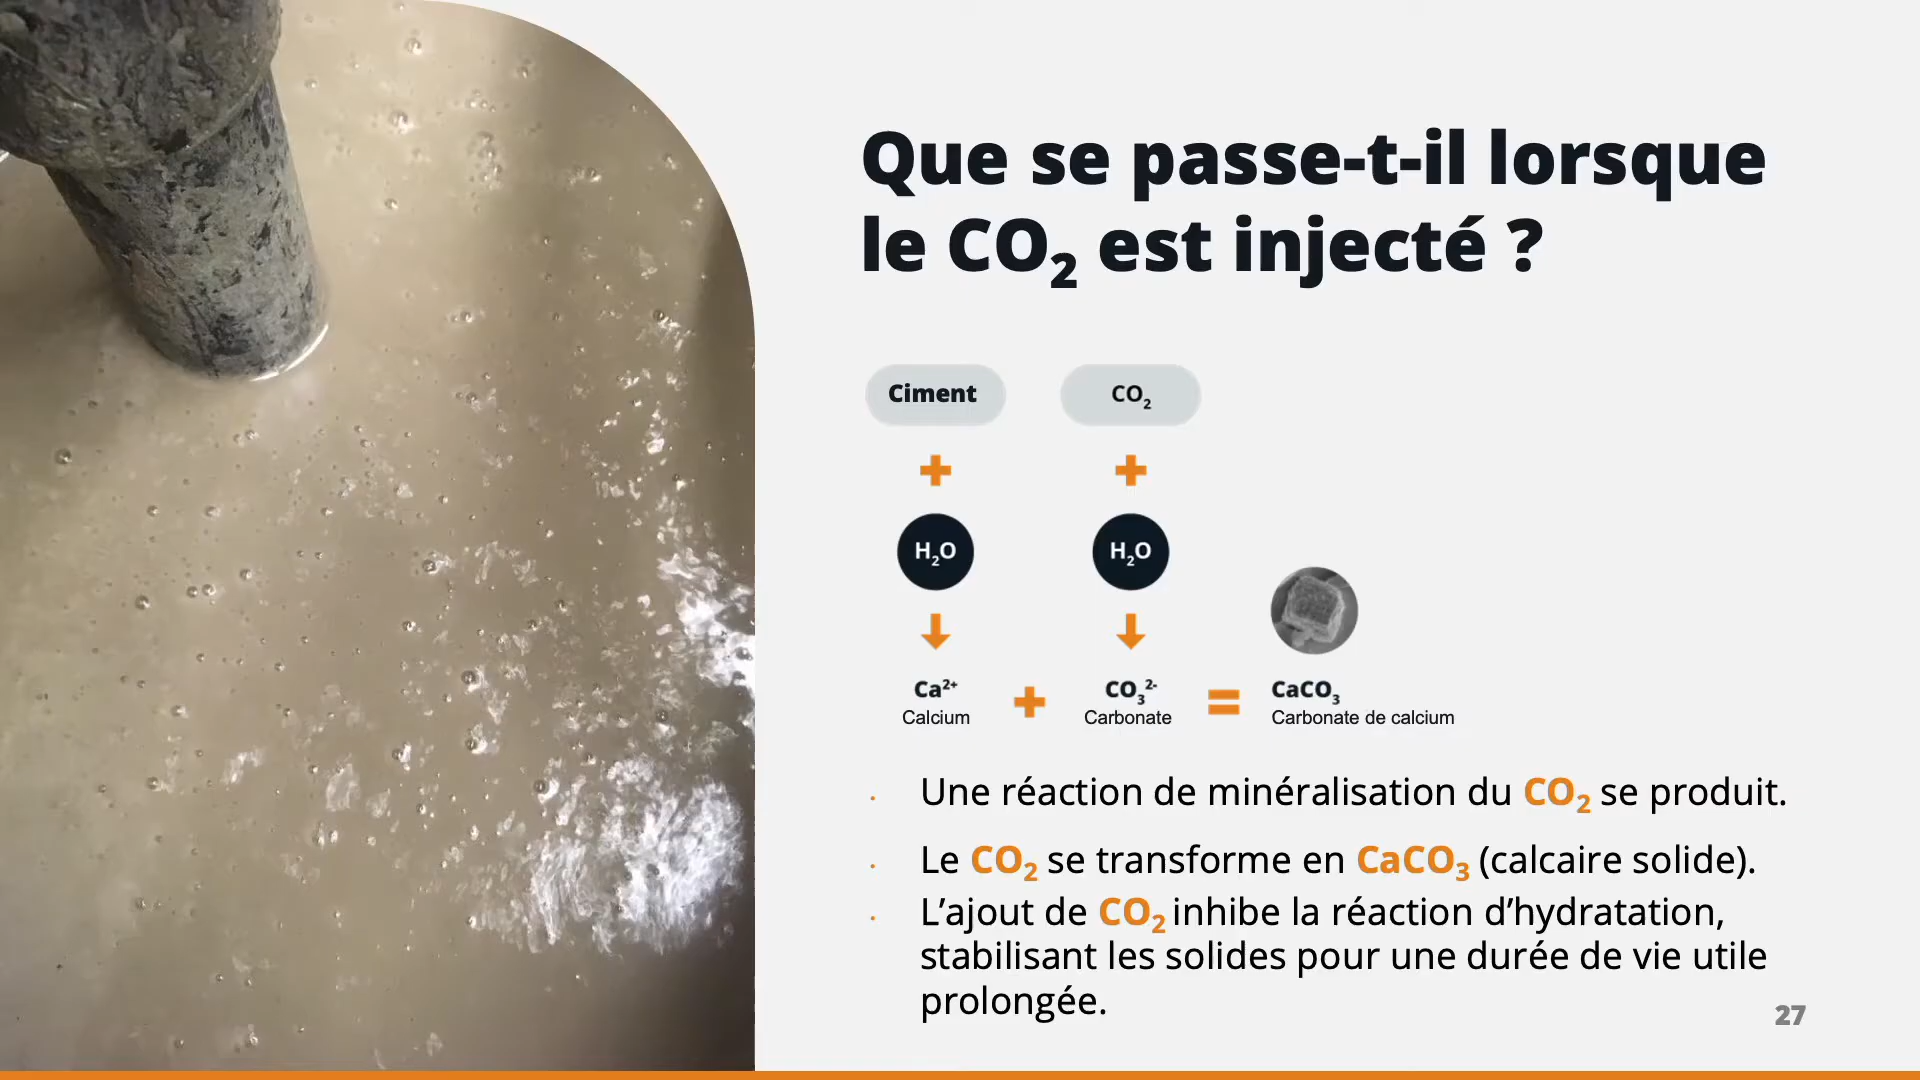 Que se passe-t-il lorsque
le CO₂ est injecté ?
Ciment
CO₂
H₂O
H₂O
Ca²⁺
Calcium
CO₃²⁻
Carbonate
CaCO₃
Carbonate de calcium
Une réaction de minéralisation du CO₂ se produit.
Le CO₂ se transforme en CaCO₃ (calcaire solide).
L’ajout de CO₂ inhibe la réaction d’hydratation,
stabilisant les solides pour une durée de vie utile
prolongée.
27